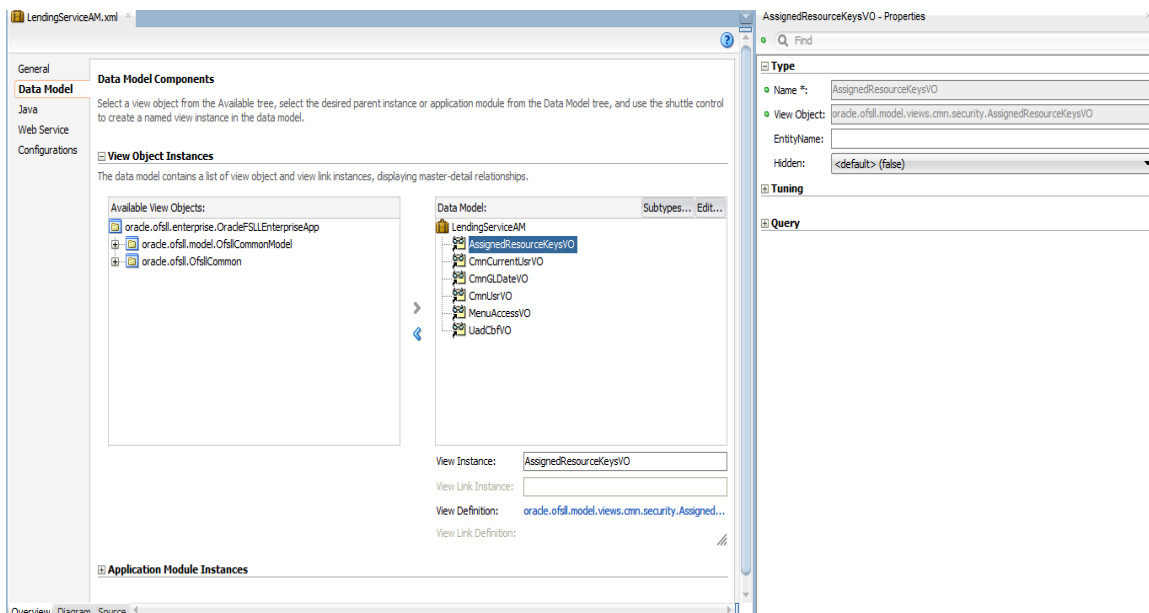 LendingServiceAM.xml
General
Data Model
Java
Web Service
Configurations
Data Model Components
Select a view object from the Available tree, select the desired parent instance or application module from the Data Model tree, and use the shuttle control
to create a named view instance in the data model.
View Object Instances
The data model contains a list of view object and view link instances, displaying master-detail relationships.
Available View Objects:
oracle.ofsll.enterprise.OracleFSLLEnterpriseApp
oracle.ofsll.model.OfsllCommonModel
oracle.ofsll.OfsllCommon
Data Model:
Subtypes... Edit...
LendingServiceAM
AssignedResourceKeysVO
CmnCurrentUsrVO
CmnGLDateVO
CmnUsrVO
MenuAccessVO
UadCbfVO
View Instance: AssignedResourceKeysVO
View Link Instance:
View Definition: oracle.ofsll.model.views.cmn.security.Assigned...
View Link Definition:
Application Module Instances
Overview Diagram Source
AssignedResourceKeysVO - Properties
Find
Type
Name *: AssignedResourceKeysVO
View Object: oracle.ofsll.model.views.cmn.security.AssignedResourceKeysVO
EntityName:
Hidden: <default> (false)
Tuning
Query